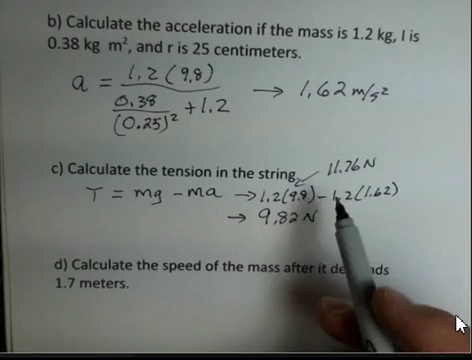 b) Calculate the acceleration if the mass is 1.2 kg, I is
0.38 kg m², and r is 25 centimeters.
a = 1.2 (9.8) / (0.38 / (0.25)² + 1.2) → 1.62 m/s²
c) Calculate the tension in the string. 11.76 N
T = mg - ma → 1.2(9.8) - 1.2(1.62)
→ 9.82 N
d) Calculate the speed of the mass after it
1.7 meters.